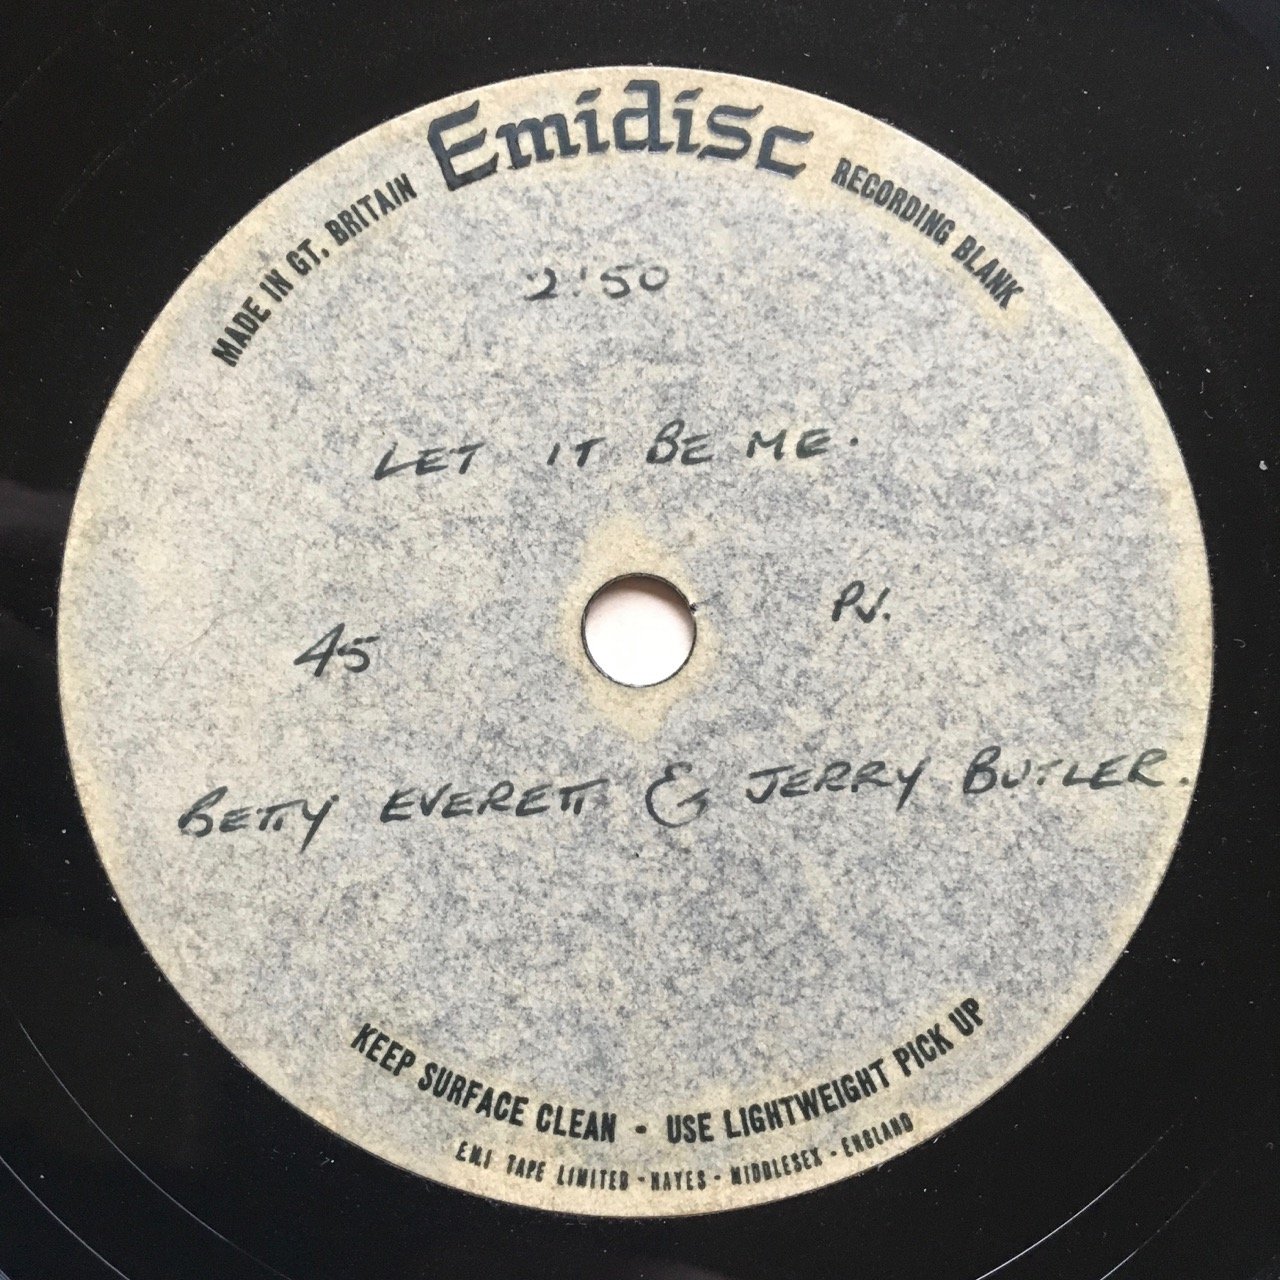 Emidisc
MADE IN GT. BRITAIN
RECORDING BLANK
2:50
LET IT BE ME.
45
PV.
BETTY EVERETT & JERRY BUTLER.
KEEP SURFACE CLEAN - USE LIGHTWEIGHT PICK UP
E.M.I TAPE LIMITED - HAYES - MIDDLESEX - ENGLAND